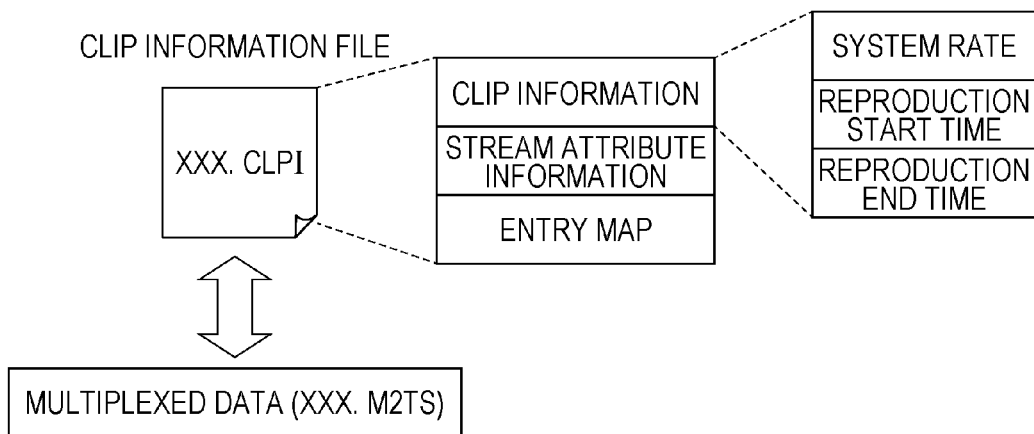 CLIP INFORMATION FILE
XXX. CLPI
CLIP INFORMATION
STREAM ATTRIBUTE
INFORMATION
ENTRY MAP
SYSTEM RATE
REPRODUCTION
START TIME
REPRODUCTION
END TIME
MULTIPLEXED DATA (XXX. M2TS)